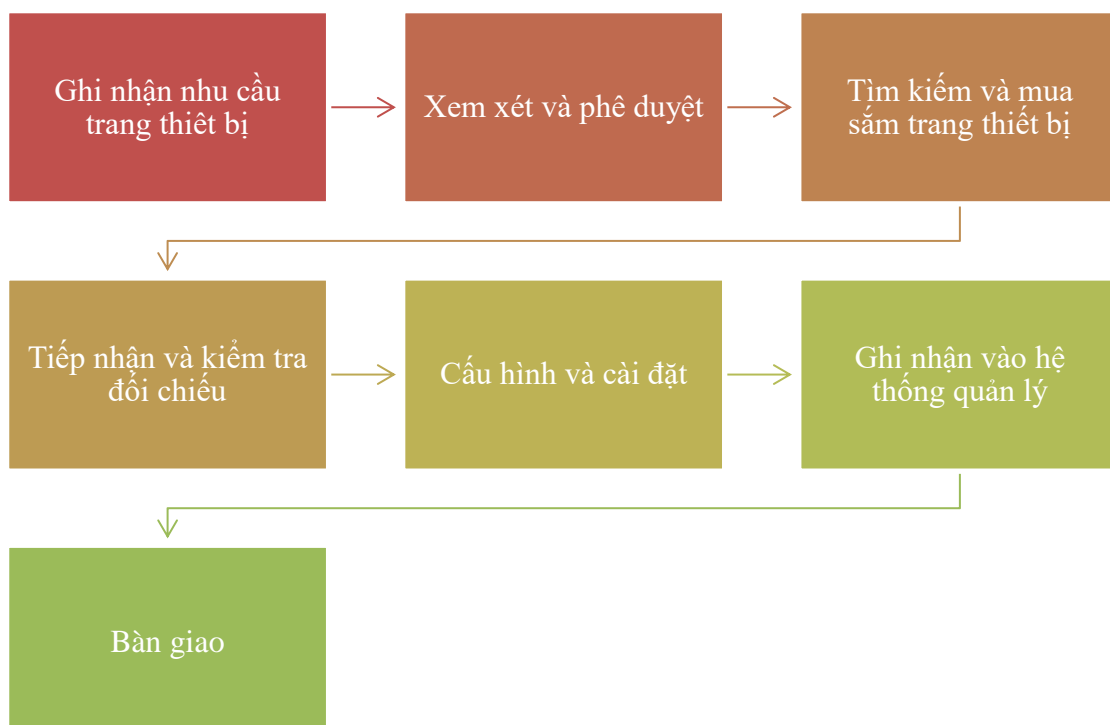 Ghi nhận nhu cầu
trang thiêt bị
Xem xét và phê duyệt
Tìm kiếm và mua
sắm trang thiết bị
Tiếp nhận và kiểm tra
đối chiếu
Cấu hình và cài đặt
Ghi nhận vào hệ
thống quản lý
Bàn giao